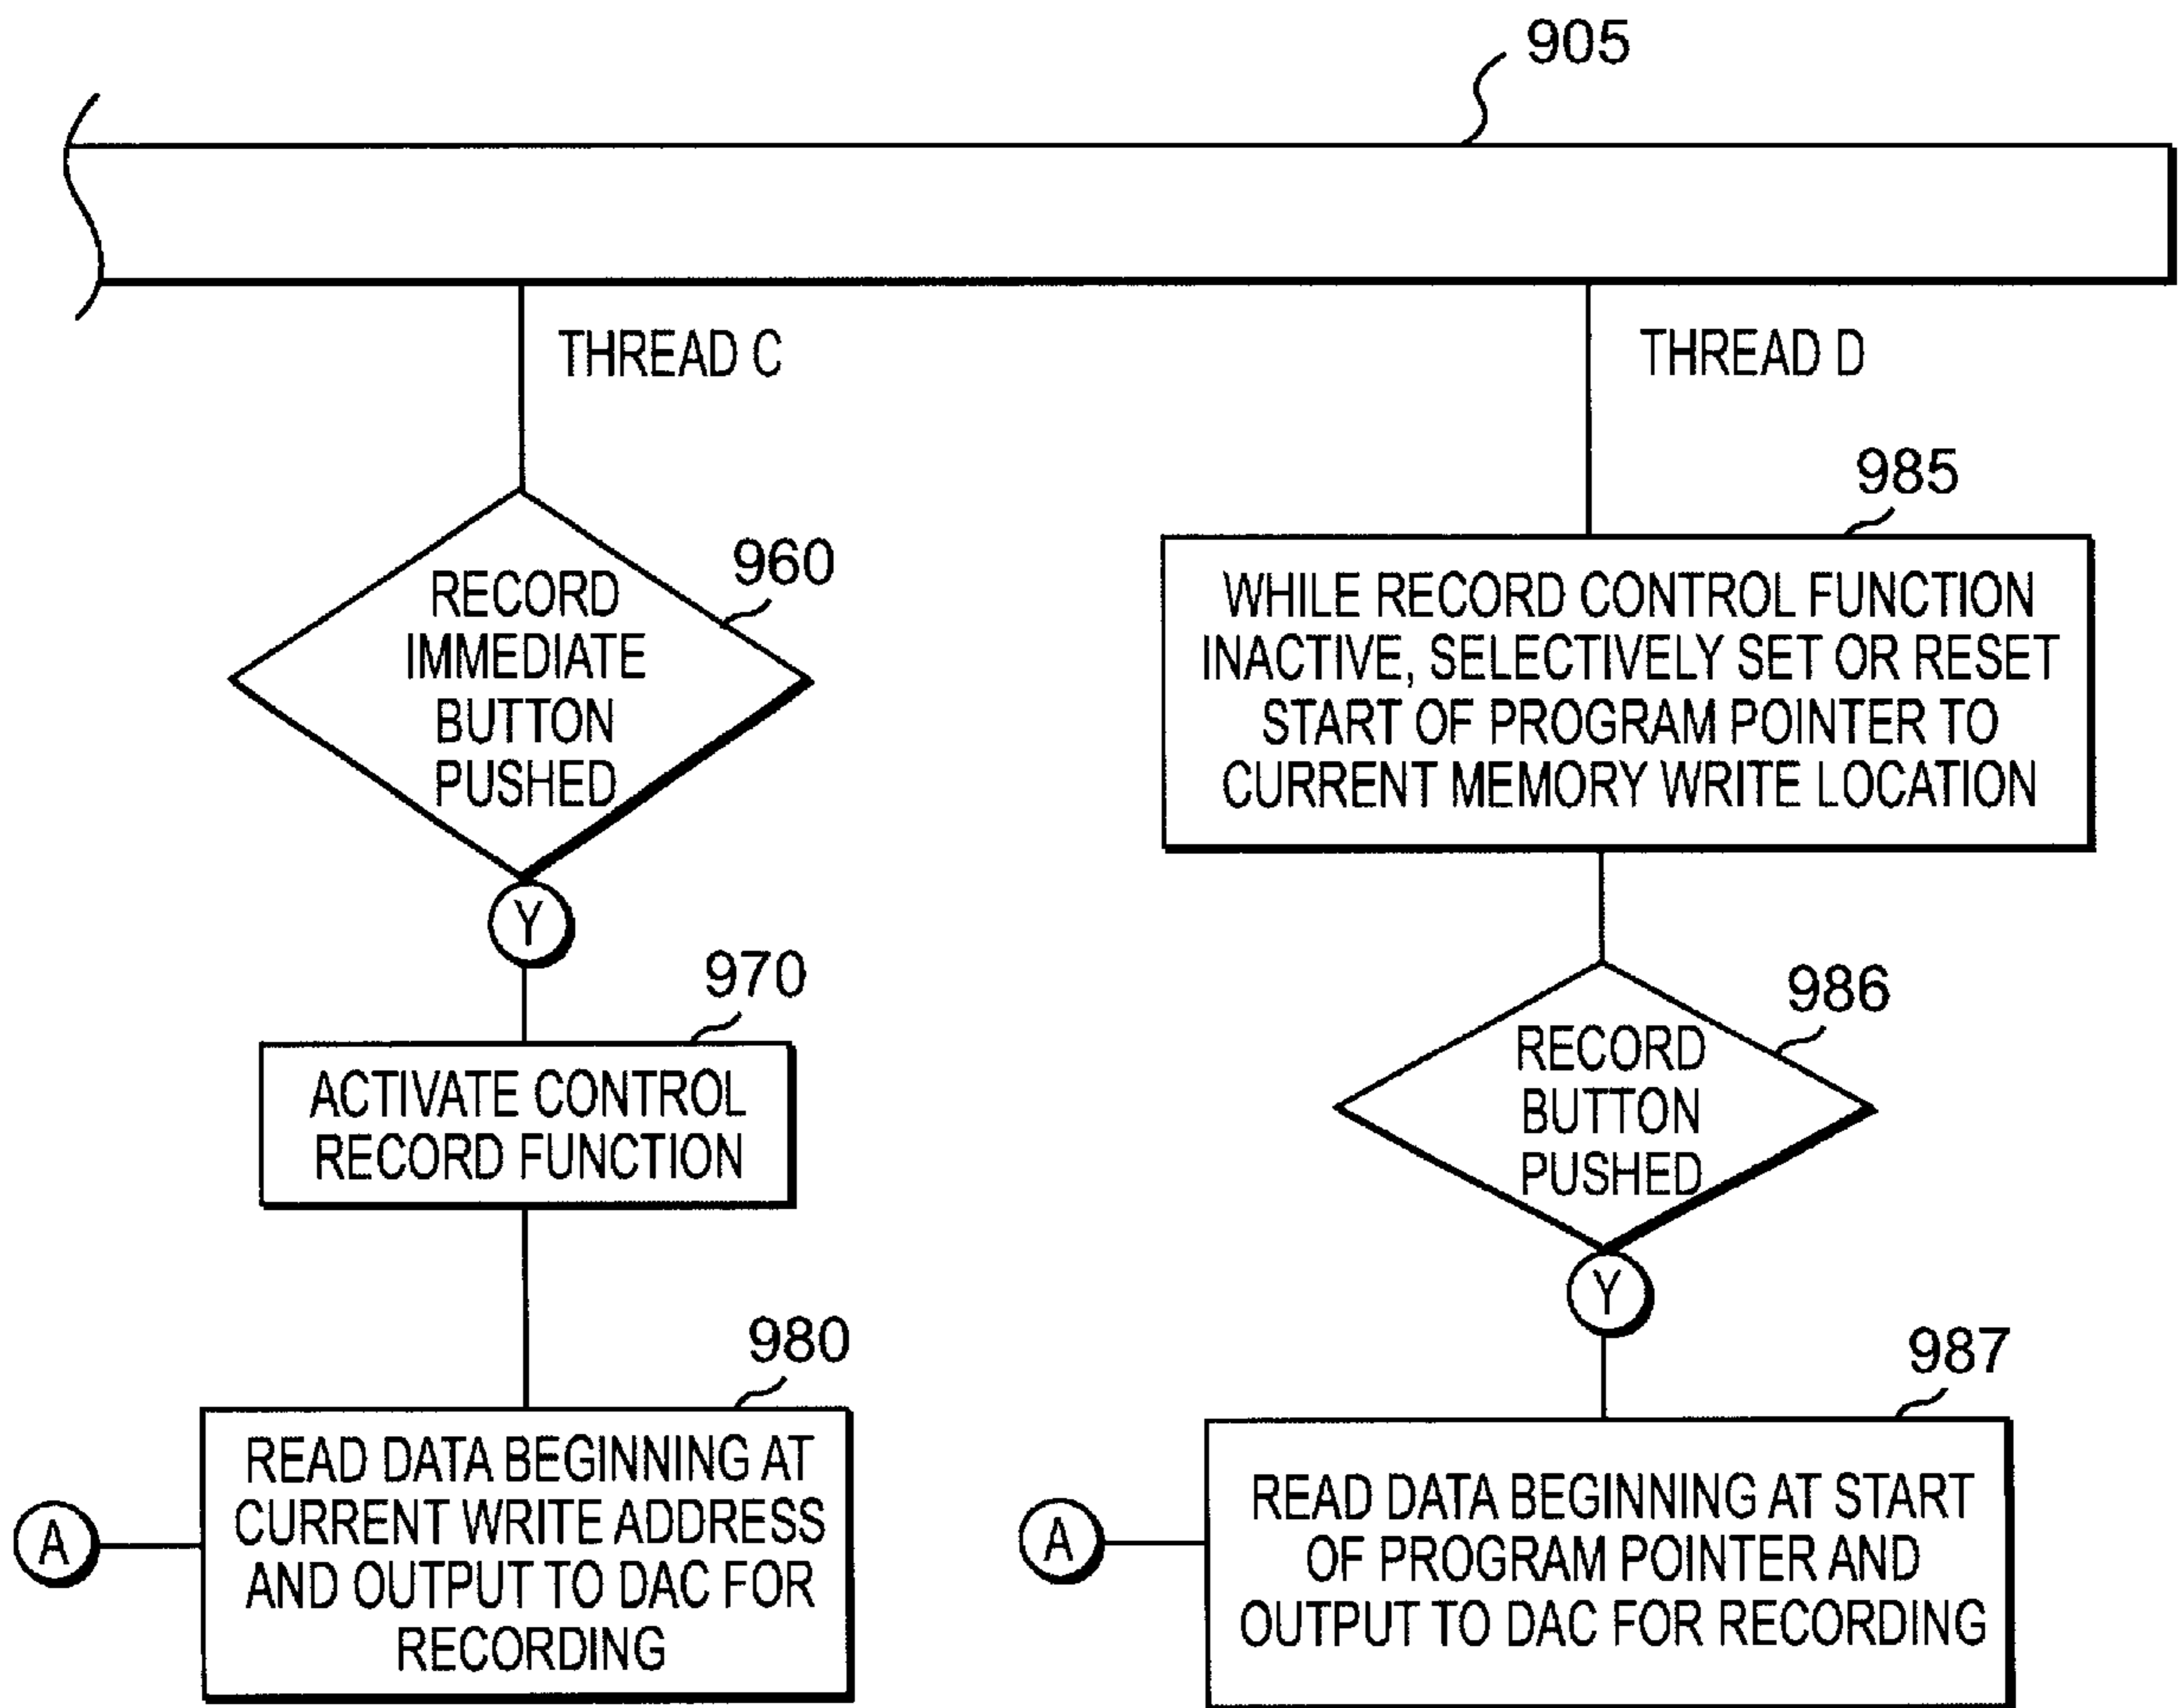 905
THREAD C
THREAD D
960
RECORD
IMMEDIATE
BUTTON
PUSHED
Y
970
ACTIVATE CONTROL
RECORD FUNCTION
980
A
READ DATA BEGINNING AT
CURRENT WRITE ADDRESS
AND OUTPUT TO DAC FOR
RECORDING
985
WHILE RECORD CONTROL FUNCTION
INACTIVE, SELECTIVELY SET OR RESET
START OF PROGRAM POINTER TO
CURRENT MEMORY WRITE LOCATION
986
RECORD
BUTTON
PUSHED
Y
987
A
READ DATA BEGINNING AT START
OF PROGRAM POINTER AND
OUTPUT TO DAC FOR RECORDING